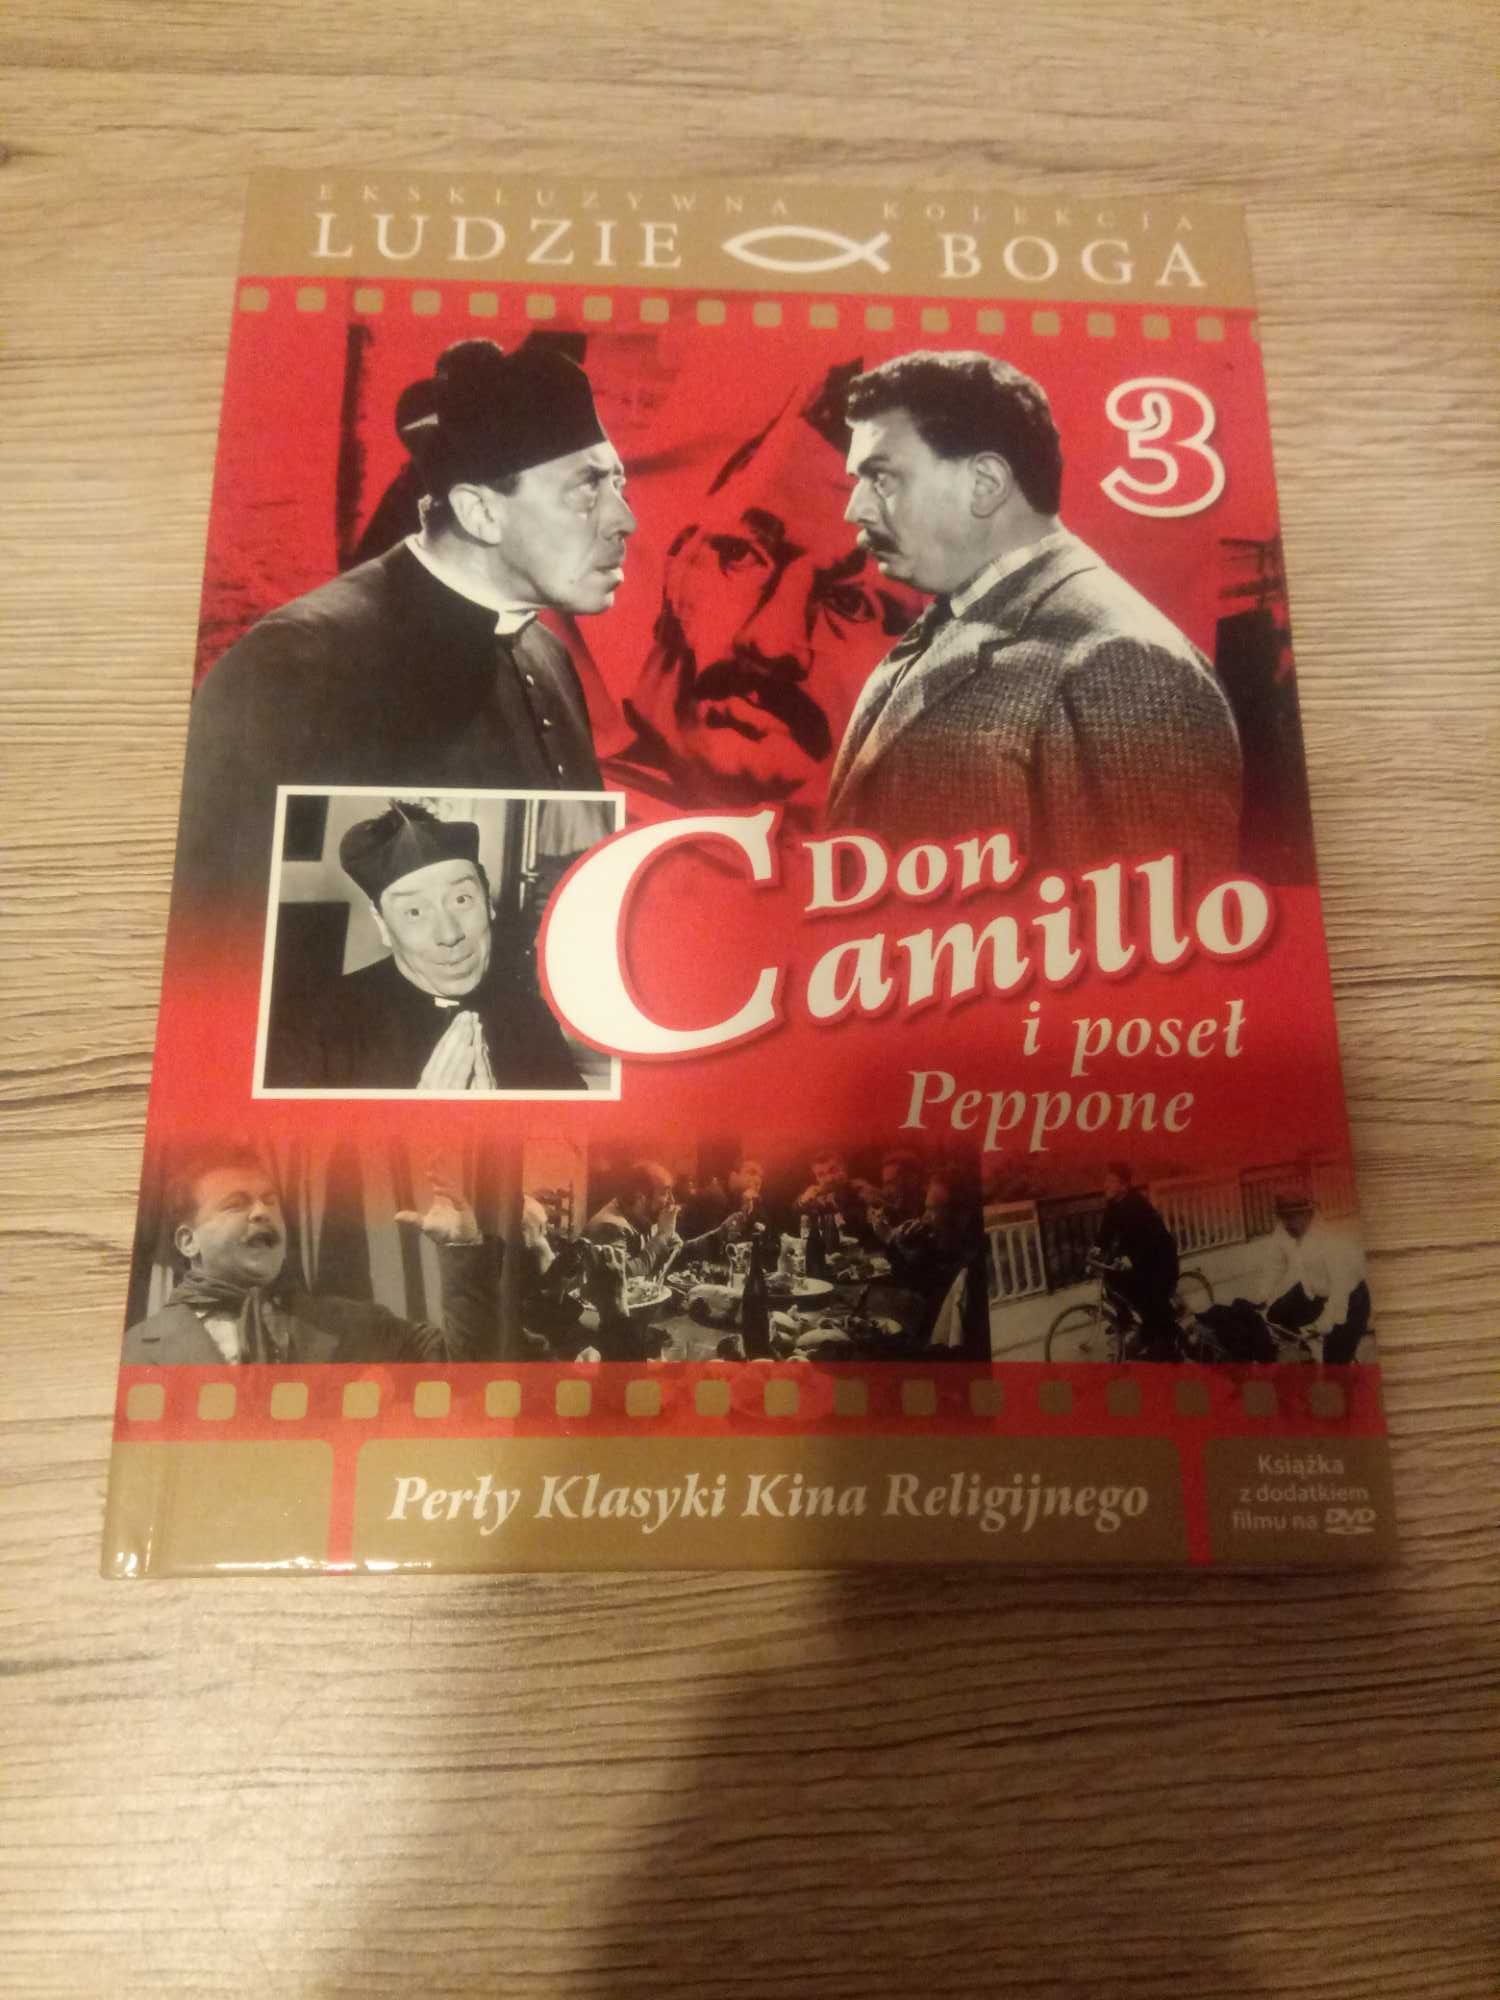 EKSKLUZYWNA KOLEKCJA
LUDZIE BOGA
3
Don
Camillo
i poseł
Peppone
Perły Klasyki Kina Religijnego
Książka
z dodatkiem
filmu na DVD